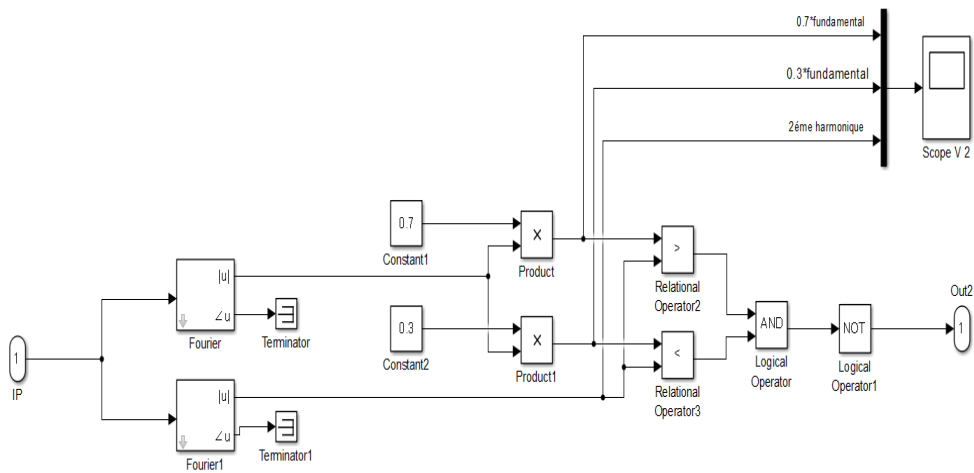 0.7*fundamental
0.3*fundamental
2éme harmonique
Scope V 2
0.7
Constant1
×
Product
>
Relational
Operator2
|u|
∠u
Fourier
Terminator
0.3
Constant2
×
Product1
<
Relational
Operator3
AND
Logical
Operator
NOT
Logical
Operator1
Out2
1
1
IP
|u|
∠u
Fourier1
Terminator1